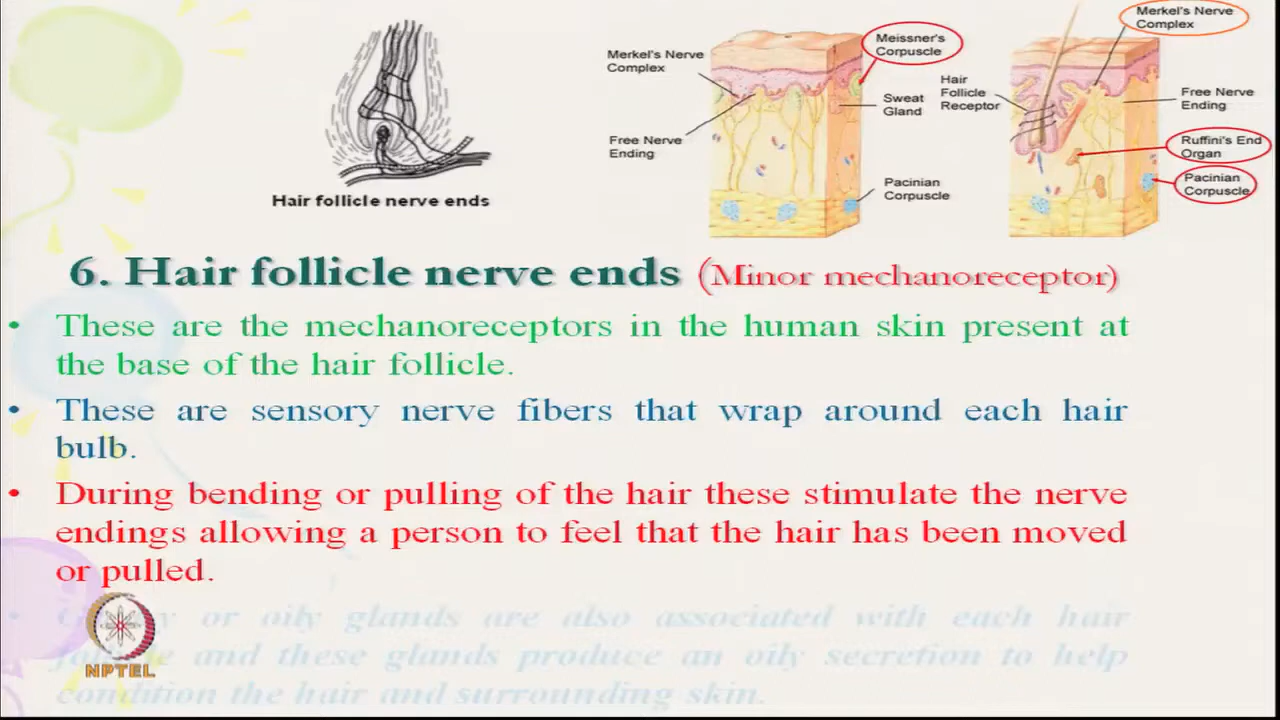 Merkel's Nerve
Complex
Meissner's
Corpuscle
Sweat
Gland
Free Nerve
Ending
Pacinian
Corpuscle
Merkel's Nerve
Complex
Hair
Follicle
Receptor
Free Nerve
Ending
Ruffini's End
Organ
Pacinian
Corpuscle
Hair follicle nerve ends
6. Hair follicle nerve ends (Minor mechanoreceptor)
• These are the mechanoreceptors in the human skin present at
the base of the hair follicle.
• These are sensory nerve fibers that wrap around each hair
bulb.
• During bending or pulling of the hair these stimulate the nerve
endings allowing a person to feel that the hair has been moved
or pulled.
• or oily glands are also associated with each hair
and these glands produce an oily secretion to help
condition the hair and surrounding skin.
NPTEL